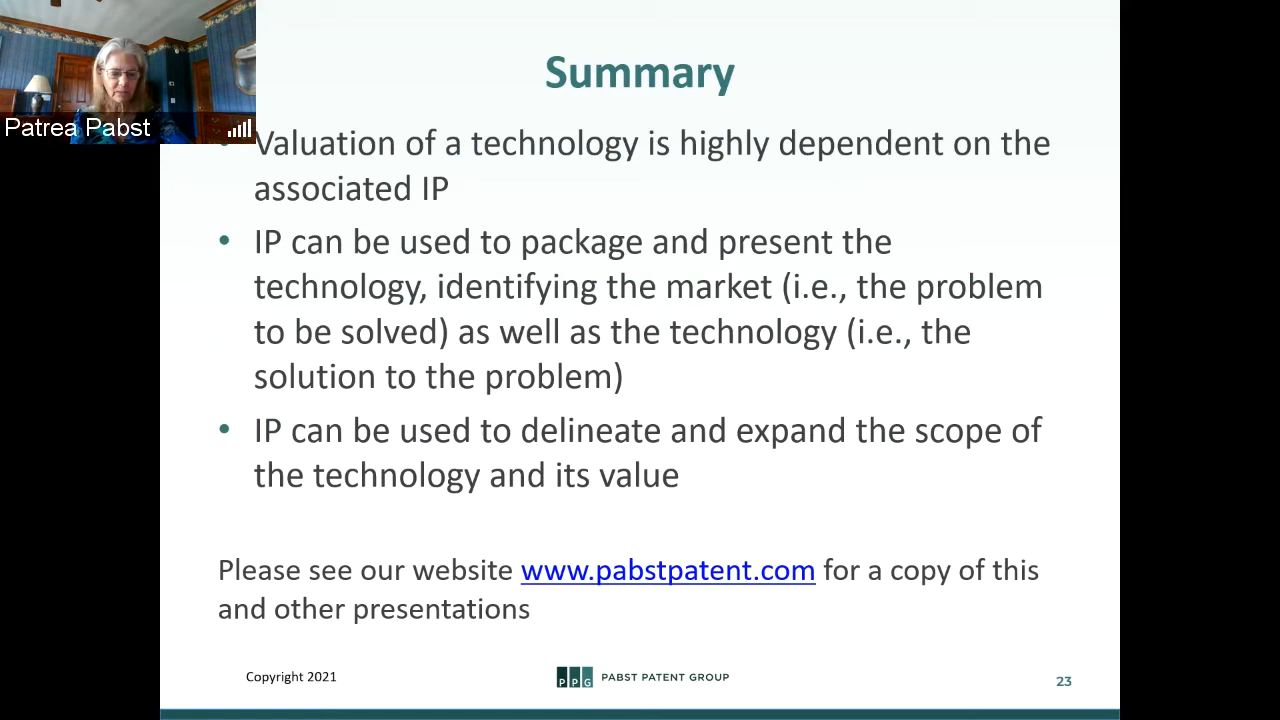 Summary
Patrea Pabst
• Valuation of a technology is highly dependent on the
associated IP
• IP can be used to package and present the
technology, identifying the market (i.e., the problem
to be solved) as well as the technology (i.e., the
solution to the problem)
• IP can be used to delineate and expand the scope of
the technology and its value
Please see our website www.pabstpatent.com for a copy of this
and other presentations
Copyright 2021
PPG PABST PATENT GROUP
23